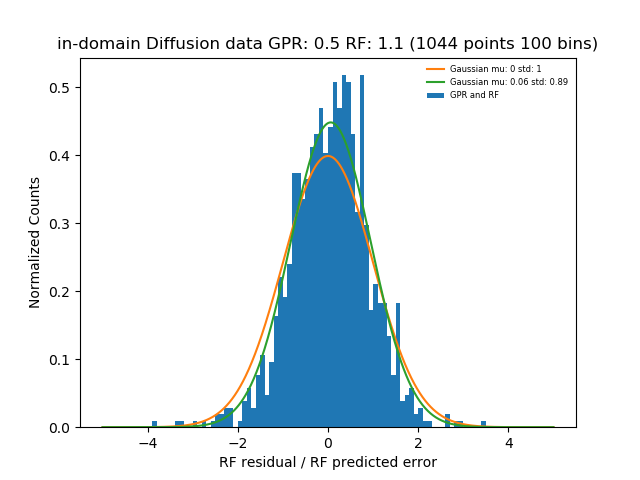 in-domain Diffusion data GPR: 0.5 RF: 1.1 (1044 points 100 bins)
Gaussian mu: 0 std: 1
Gaussian mu: 0.06 std: 0.89
GPR and RF
Normalized Counts
0.5
0.4
0.3
0.2
0.1
0.0
−4 −2 0 2 4
RF residual / RF predicted error